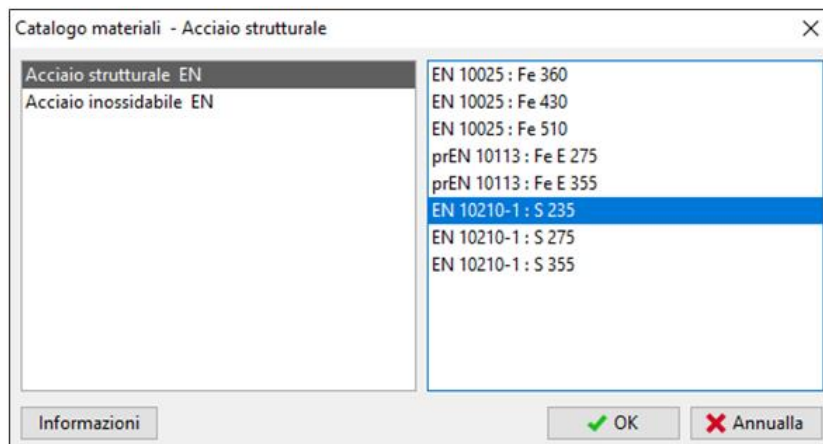 Catalogo materiali - Acciaio strutturale
Acciaio strutturale EN
Acciaio inossidabile EN
EN 10025 : Fe 360
EN 10025 : Fe 430
EN 10025 : Fe 510
prEN 10113 : Fe E 275
prEN 10113 : Fe E 355
EN 10210-1 : S 235
EN 10210-1 : S 275
EN 10210-1 : S 355
Informazioni
OK
Annualla